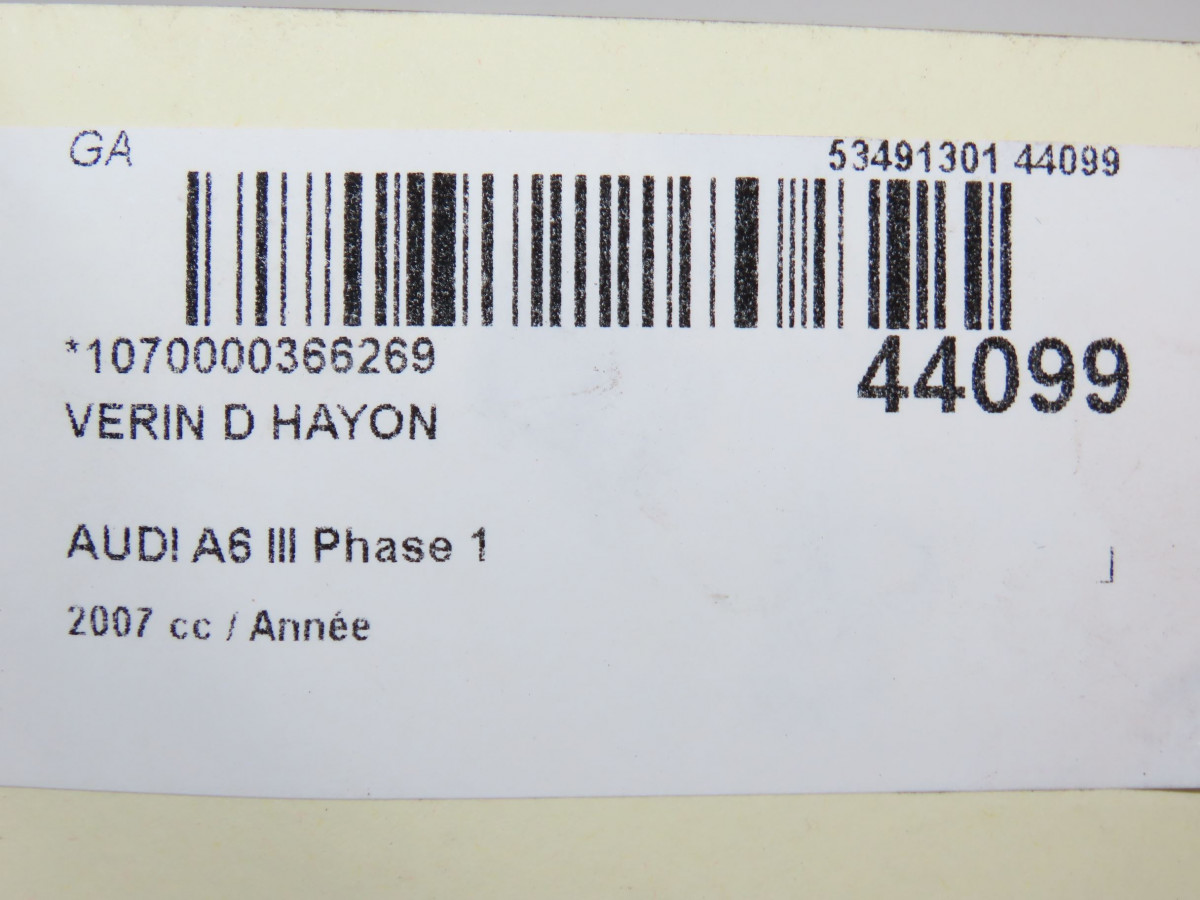 GA
53491301 44099
*1070000366269
44099
VERIN D HAYON
AUDI A6 III Phase 1
2007 cc / Année